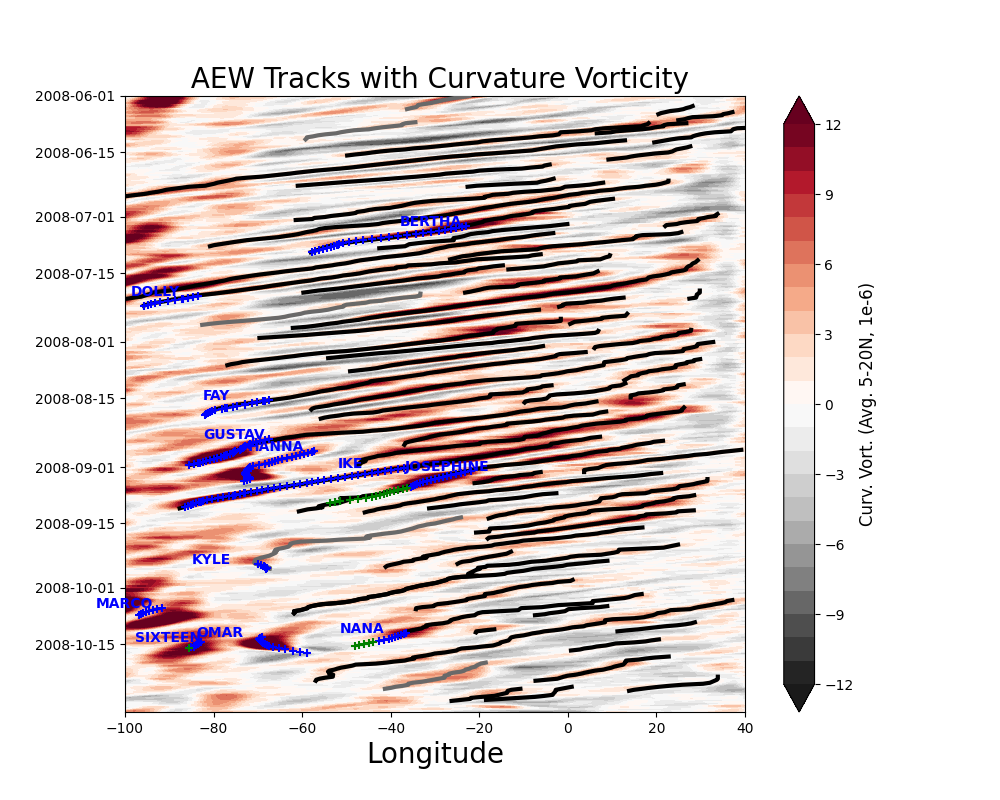 AEW Tracks with Curvature Vorticity
2008-06-01
2008-06-15
2008-07-01
2008-07-15
2008-08-01
2008-08-15
2008-09-01
2008-09-15
2008-10-01
2008-10-15
BERTHA
DOLLY
FAY
GUSTAV
HANNA
IKE
JOSEPHINE
KYLE
MARCO
SIXTEEN
OMAR
NANA
−100
−80
−60
−40
−20
0
20
40
Longitude
12
9
6
3
0
−3
−6
−9
−12
Curv. Vort. (Avg. 5-20N, 1e-6)